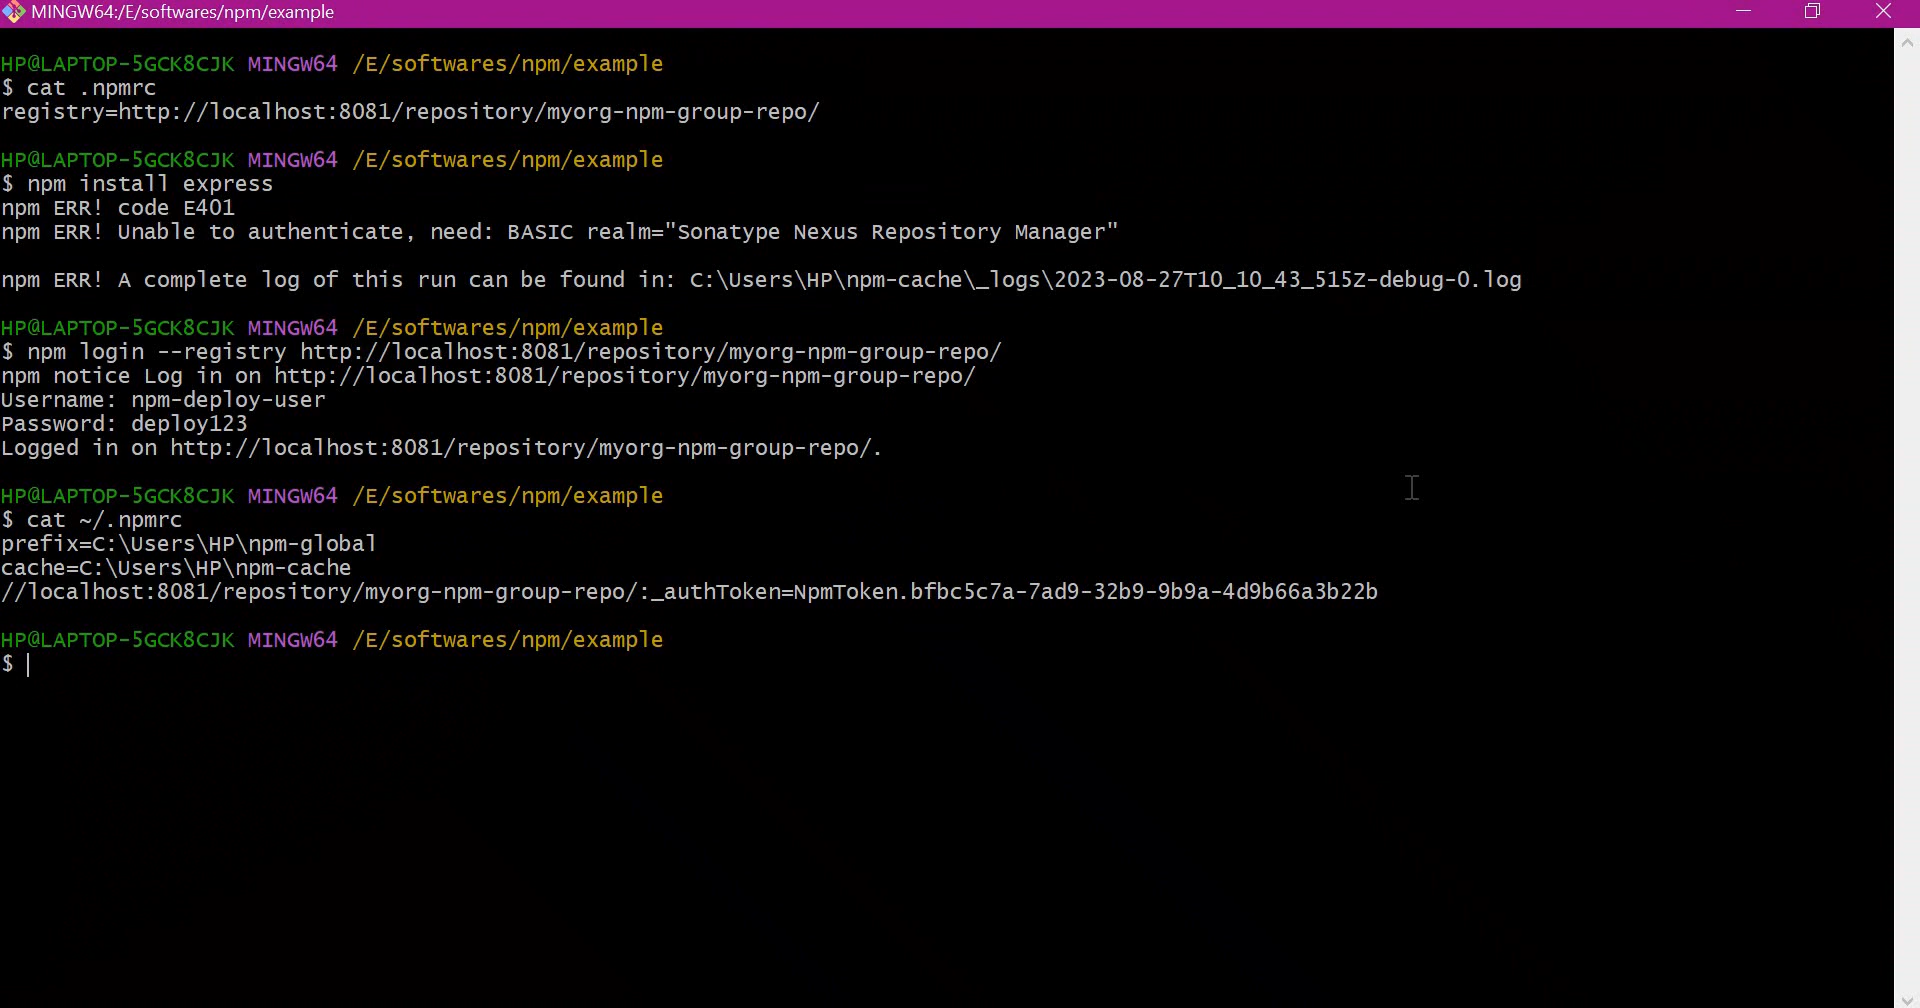 MINGW64:/E/softwares/npm/example
HP@LAPTOP-5GCK8CJK MINGW64 /E/softwares/npm/example
$ cat .npmrc
registry=http://localhost:8081/repository/myorg-npm-group-repo/
HP@LAPTOP-5GCK8CJK MINGW64 /E/softwares/npm/example
$ npm install express
npm ERR! code E401
npm ERR! Unable to authenticate, need: BASIC realm="Sonatype Nexus Repository Manager"
npm ERR! A complete log of this run can be found in: C:\Users\HP\npm-cache\_logs\2023-08-27T10_10_43_515Z-debug-0.log
HP@LAPTOP-5GCK8CJK MINGW64 /E/softwares/npm/example
$ npm login --registry http://localhost:8081/repository/myorg-npm-group-repo/
npm notice Log in on http://localhost:8081/repository/myorg-npm-group-repo/
Username: npm-deploy-user
Password: deploy123
Logged in on http://localhost:8081/repository/myorg-npm-group-repo/.
HP@LAPTOP-5GCK8CJK MINGW64 /E/softwares/npm/example
$ cat ~/.npmrc
prefix=C:\Users\HP\npm-global
cache=C:\Users\HP\npm-cache
//localhost:8081/repository/myorg-npm-group-repo/:_authToken=NpmToken.bfbc5c7a-7ad9-32b9-9b9a-4d9b66a3b22b
HP@LAPTOP-5GCK8CJK MINGW64 /E/softwares/npm/example
$